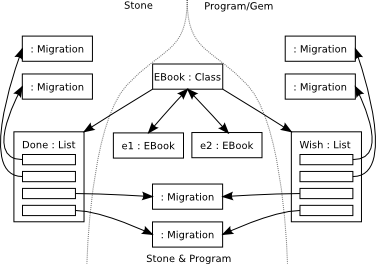 Stone
Program/Gem
: Migration
: Migration
: Migration
: Migration
EBook : Class
Done : List
e1 : EBook
e2 : EBook
Wish : List
: Migration
: Migration
Stone & Program